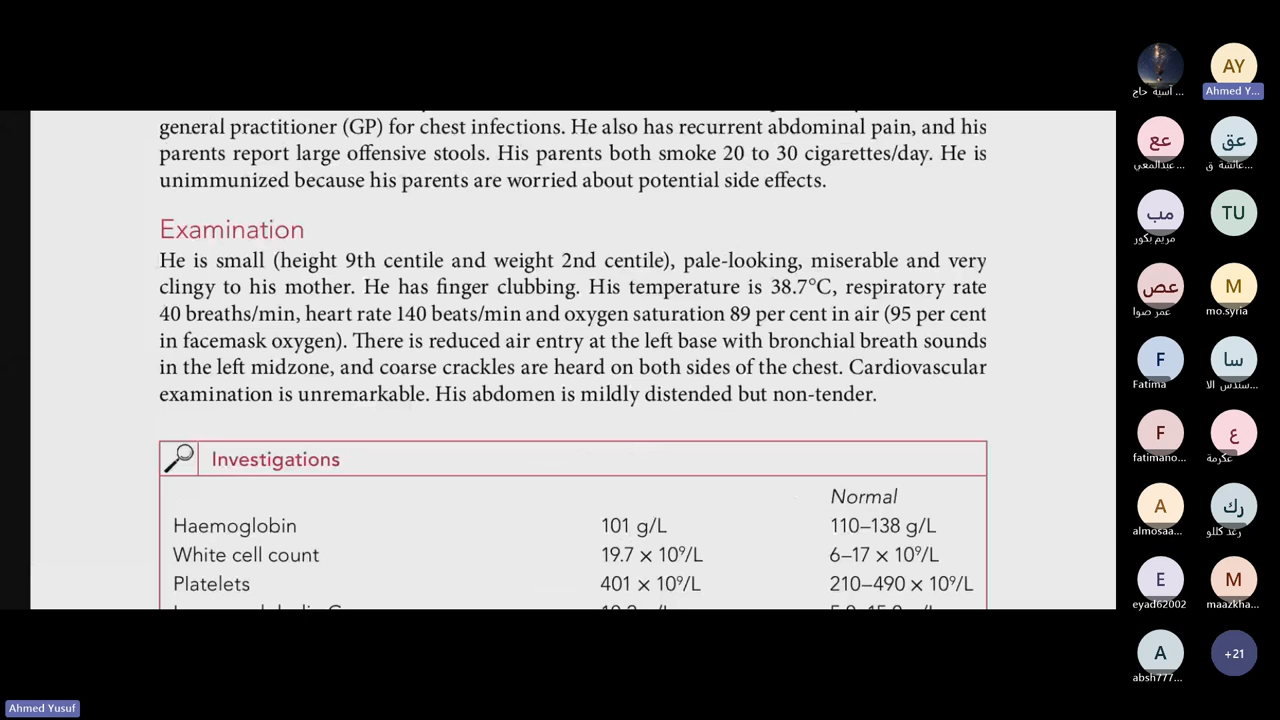 general practitioner (GP) for chest infections. He also has recurrent abdominal pain, and his
parents report large offensive stools. His parents both smoke 20 to 30 cigarettes/day. He is
unimmunized because his parents are worried about potential side effects.
Examination
He is small (height 9th centile and weight 2nd centile), pale-looking, miserable and very
clingy to his mother. He has finger clubbing. His temperature is 38.7°C, respiratory rate
40 breaths/min, heart rate 140 beats/min and oxygen saturation 89 per cent in air (95 per cent
in facemask oxygen). There is reduced air entry at the left base with bronchial breath sounds
in the left midzone, and coarse crackles are heard on both sides of the chest. Cardiovascular
examination is unremarkable. His abdomen is mildly distended but non-tender.
Investigations
Normal
Haemoglobin 101 g/L 110–138 g/L
White cell count 19.7 × 10⁹/L 6–17 × 10⁹/L
Platelets 401 × 10⁹/L 210–490 × 10⁹/L
AY
آسية حاج ...
Ahmed Y...
عع
عق
عبدالمعي...
عائشة ق...
مب
TU
مريم بكور
عص
M
عمر صوا
mo.syria
F
سا
Fatima
F
ع
fatimano...
عكرمة
A
رك
almosaa...
رغد كللو
E
M
eyad62002
maazkha...
A
+21
absh777...
Ahmed Yusuf